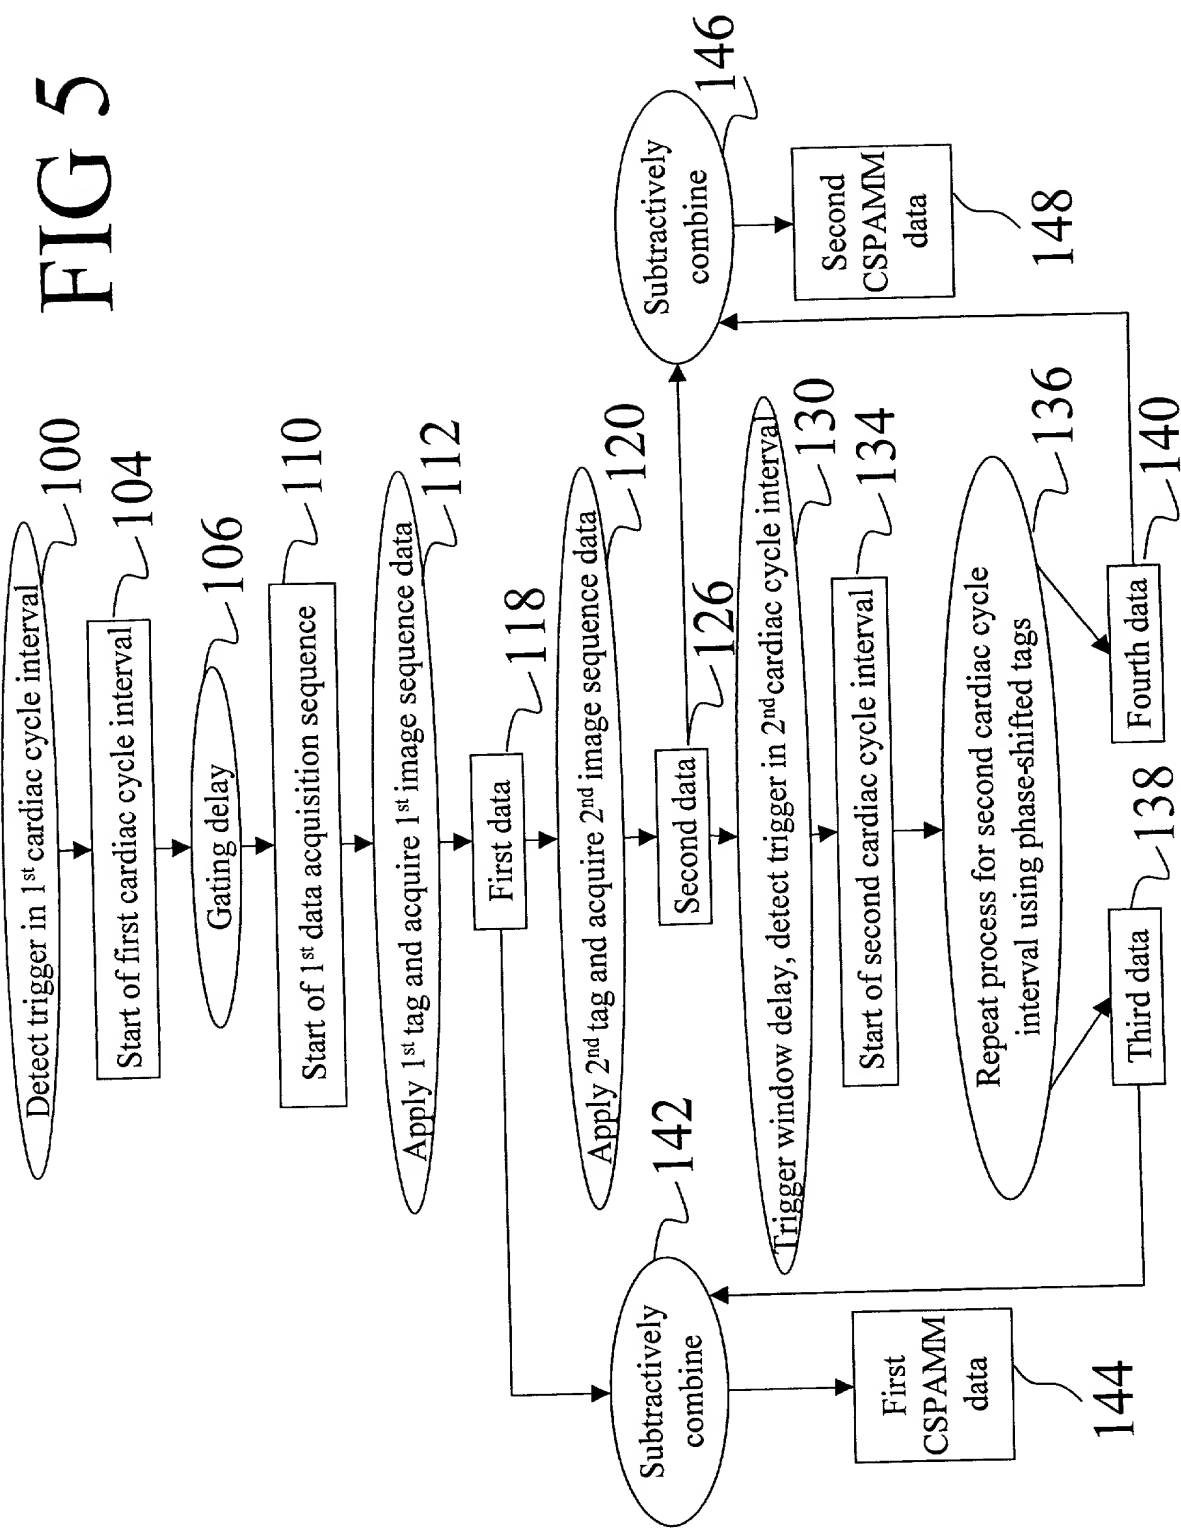 FIG 5
Detect trigger in 1st cardiac cycle interval
100
Start of first cardiac cycle interval
104
Gating delay
106
Start of 1st data acquisition sequence
110
Apply 1st tag and acquire 1st image sequence data
112
First data
118
Apply 2nd tag and acquire 2nd image sequence data
120
Second data
126
Trigger window delay, detect trigger in 2nd cardiac cycle interval
130
Start of second cardiac cycle interval
134
Repeat process for second cardiac cycle
interval using phase-shifted tags
136
Third data
138
Fourth data
140
Subtractively
combine
142
First
CSPAMM
data
144
Subtractively
combine
146
Second
CSPAMM
data
148